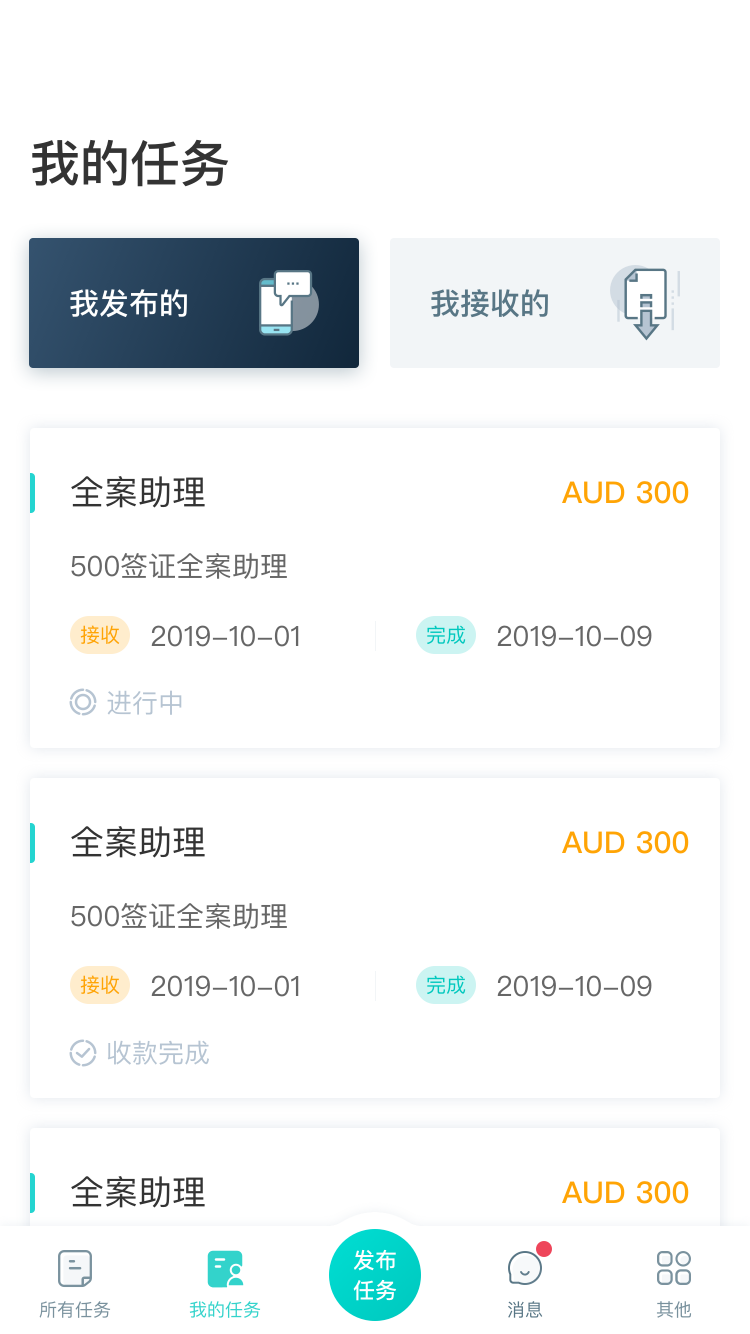 我的任务
我发布的 我接收的
全案助理 AUD 300
500签证全案助理
接收 2019-10-01 完成 2019-10-09
进行中
全案助理 AUD 300
500签证全案助理
接收 2019-10-01 完成 2019-10-09
收款完成
全案助理 AUD 300
发布
任务
所有任务 我的任务 消息 其他